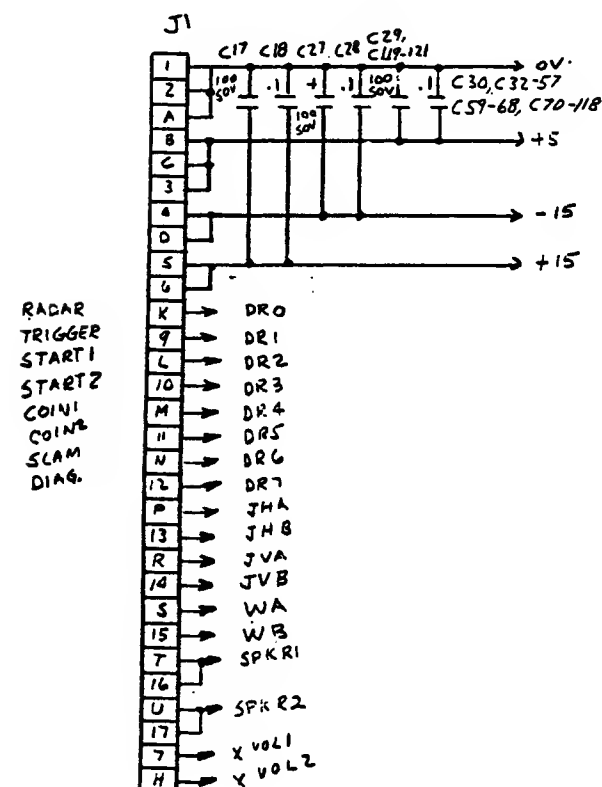 J1
C17 C18 C27 C28 C29,
C119-121
1
2
A
B
C
3
4
D
5
6
100
50V
.1
+
100
50V
.1
100
.1
C30, C32-57
C59-68, C70-118
0V.
+5
-15
+15
RADAR
TRIGGER
START1
START2
COIN1
COIN2
SLAM
DIAG.
K DR0
9 DR1
L DR2
10 DR3
M DR4
11 DR5
N DR6
12 DR7
P JHA
13 JHB
R JVA
14 JVB
S WA
15 WB
T SPKR1
16
U SPKR2
17
7 X VOL1
H X VOL2